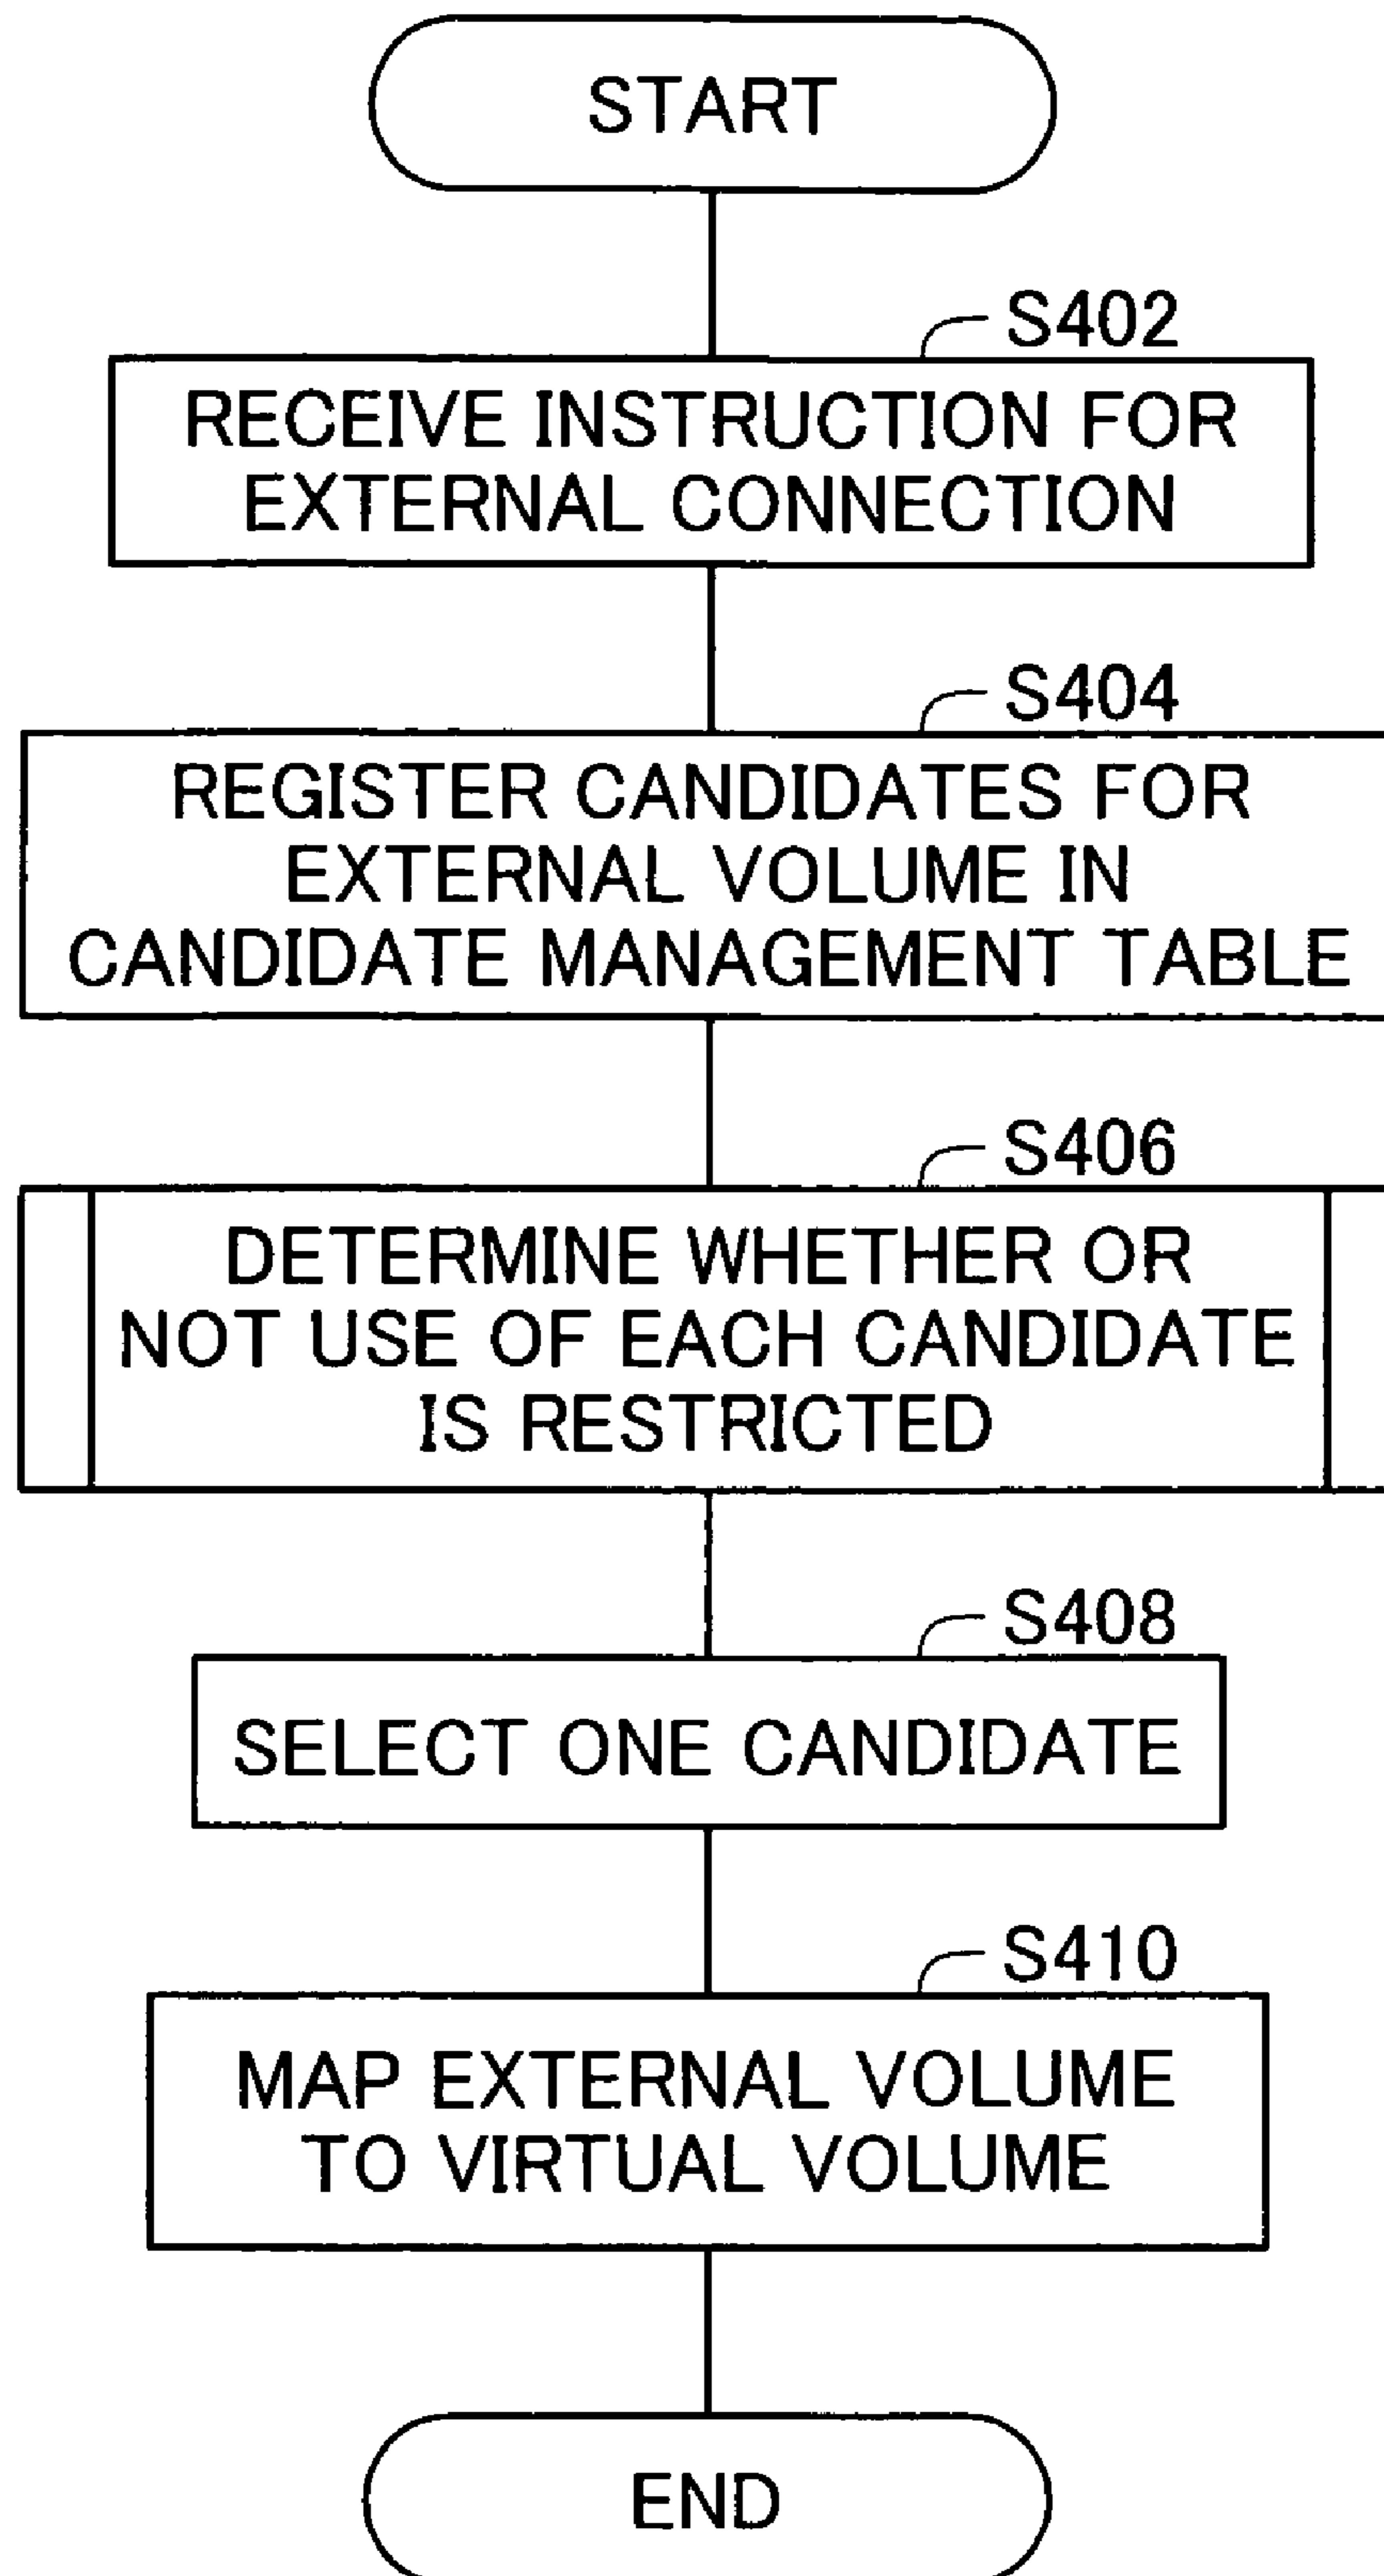 START
S402
RECEIVE INSTRUCTION FOR
EXTERNAL CONNECTION
S404
REGISTER CANDIDATES FOR
EXTERNAL VOLUME IN
CANDIDATE MANAGEMENT TABLE
S406
DETERMINE WHETHER OR
NOT USE OF EACH CANDIDATE
IS RESTRICTED
S408
SELECT ONE CANDIDATE
S410
MAP EXTERNAL VOLUME
TO VIRTUAL VOLUME
END